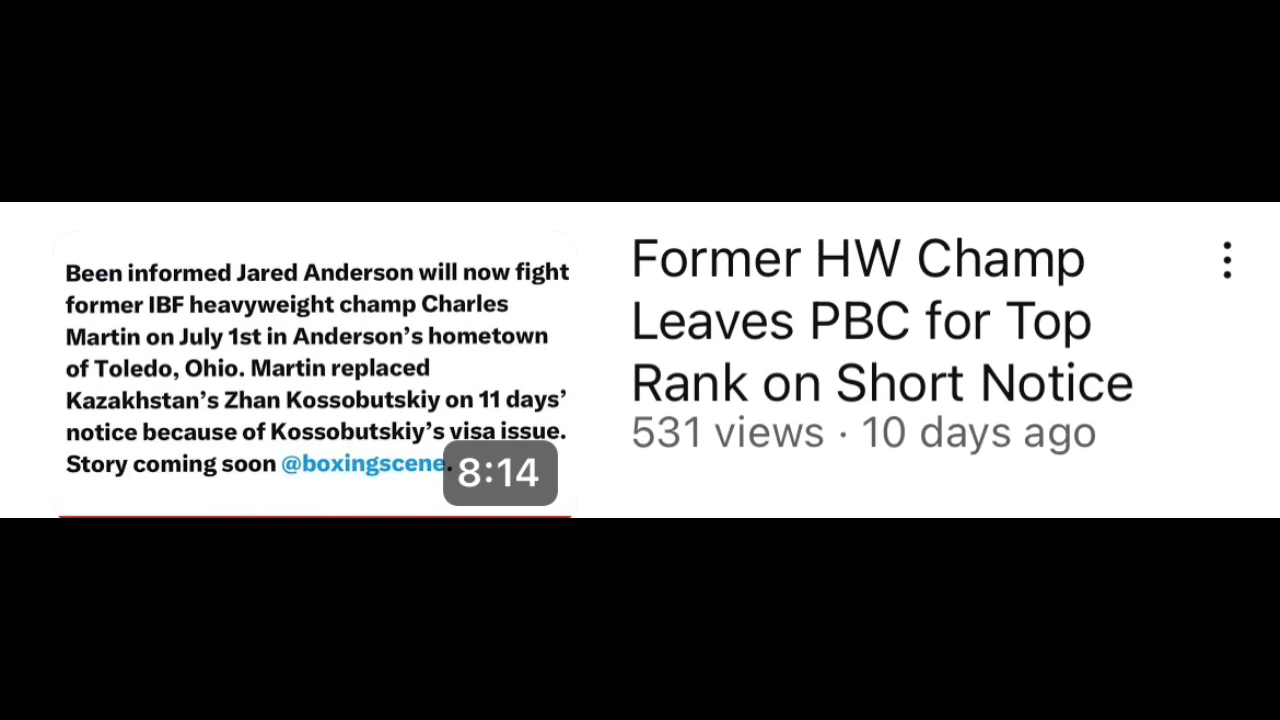 Been informed Jared Anderson will now fight
former IBF heavyweight champ Charles
Martin on July 1st in Anderson’s hometown
of Toledo, Ohio. Martin replaced
Kazakhstan’s Zhan Kossobutskiy on 11 days’
notice because of Kossobutskiy’s visa issue.
Story coming soon @boxingscene.
8:14
Former HW Champ
Leaves PBC for Top
Rank on Short Notice
531 views · 10 days ago